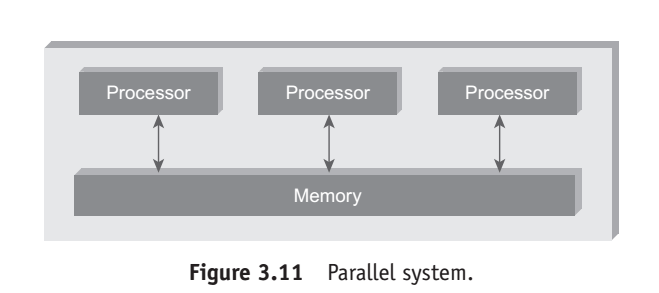 Processor Processor Processor
Memory
Figure 3.11 Parallel system.